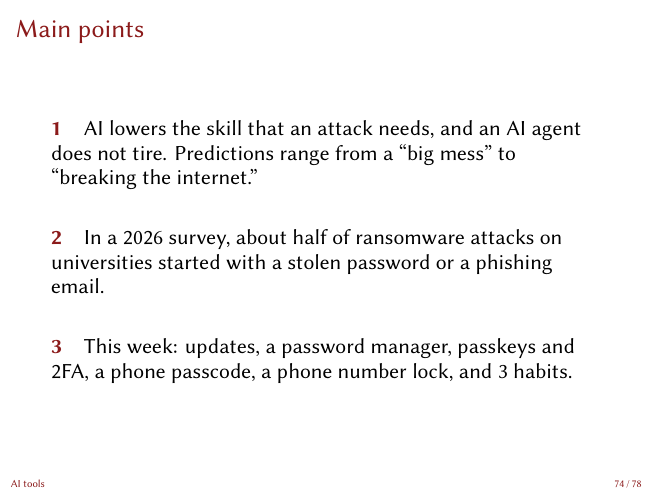 Main points
1 AI lowers the skill that an attack needs, and an AI agent
does not tire. Predictions range from a “big mess” to
“breaking the internet.”
2 In a 2026 survey, about half of ransomware attacks on
universities started with a stolen password or a phishing
email.
3 This week: updates, a password manager, passkeys and
2FA, a phone passcode, a phone number lock, and 3 habits.
AI tools
74 / 78